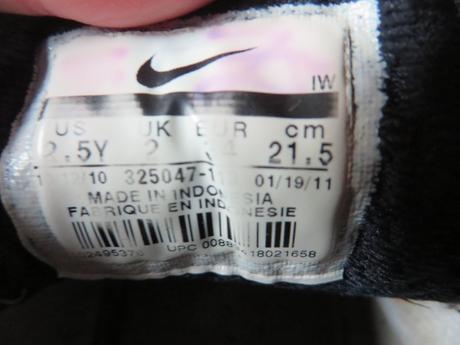 IW
US UK EUR cm
2.5Y 2 21.5
325047- 01/19/11
MADE IN INDONESIA
FABRIQUE EN INDONESIE
UPC